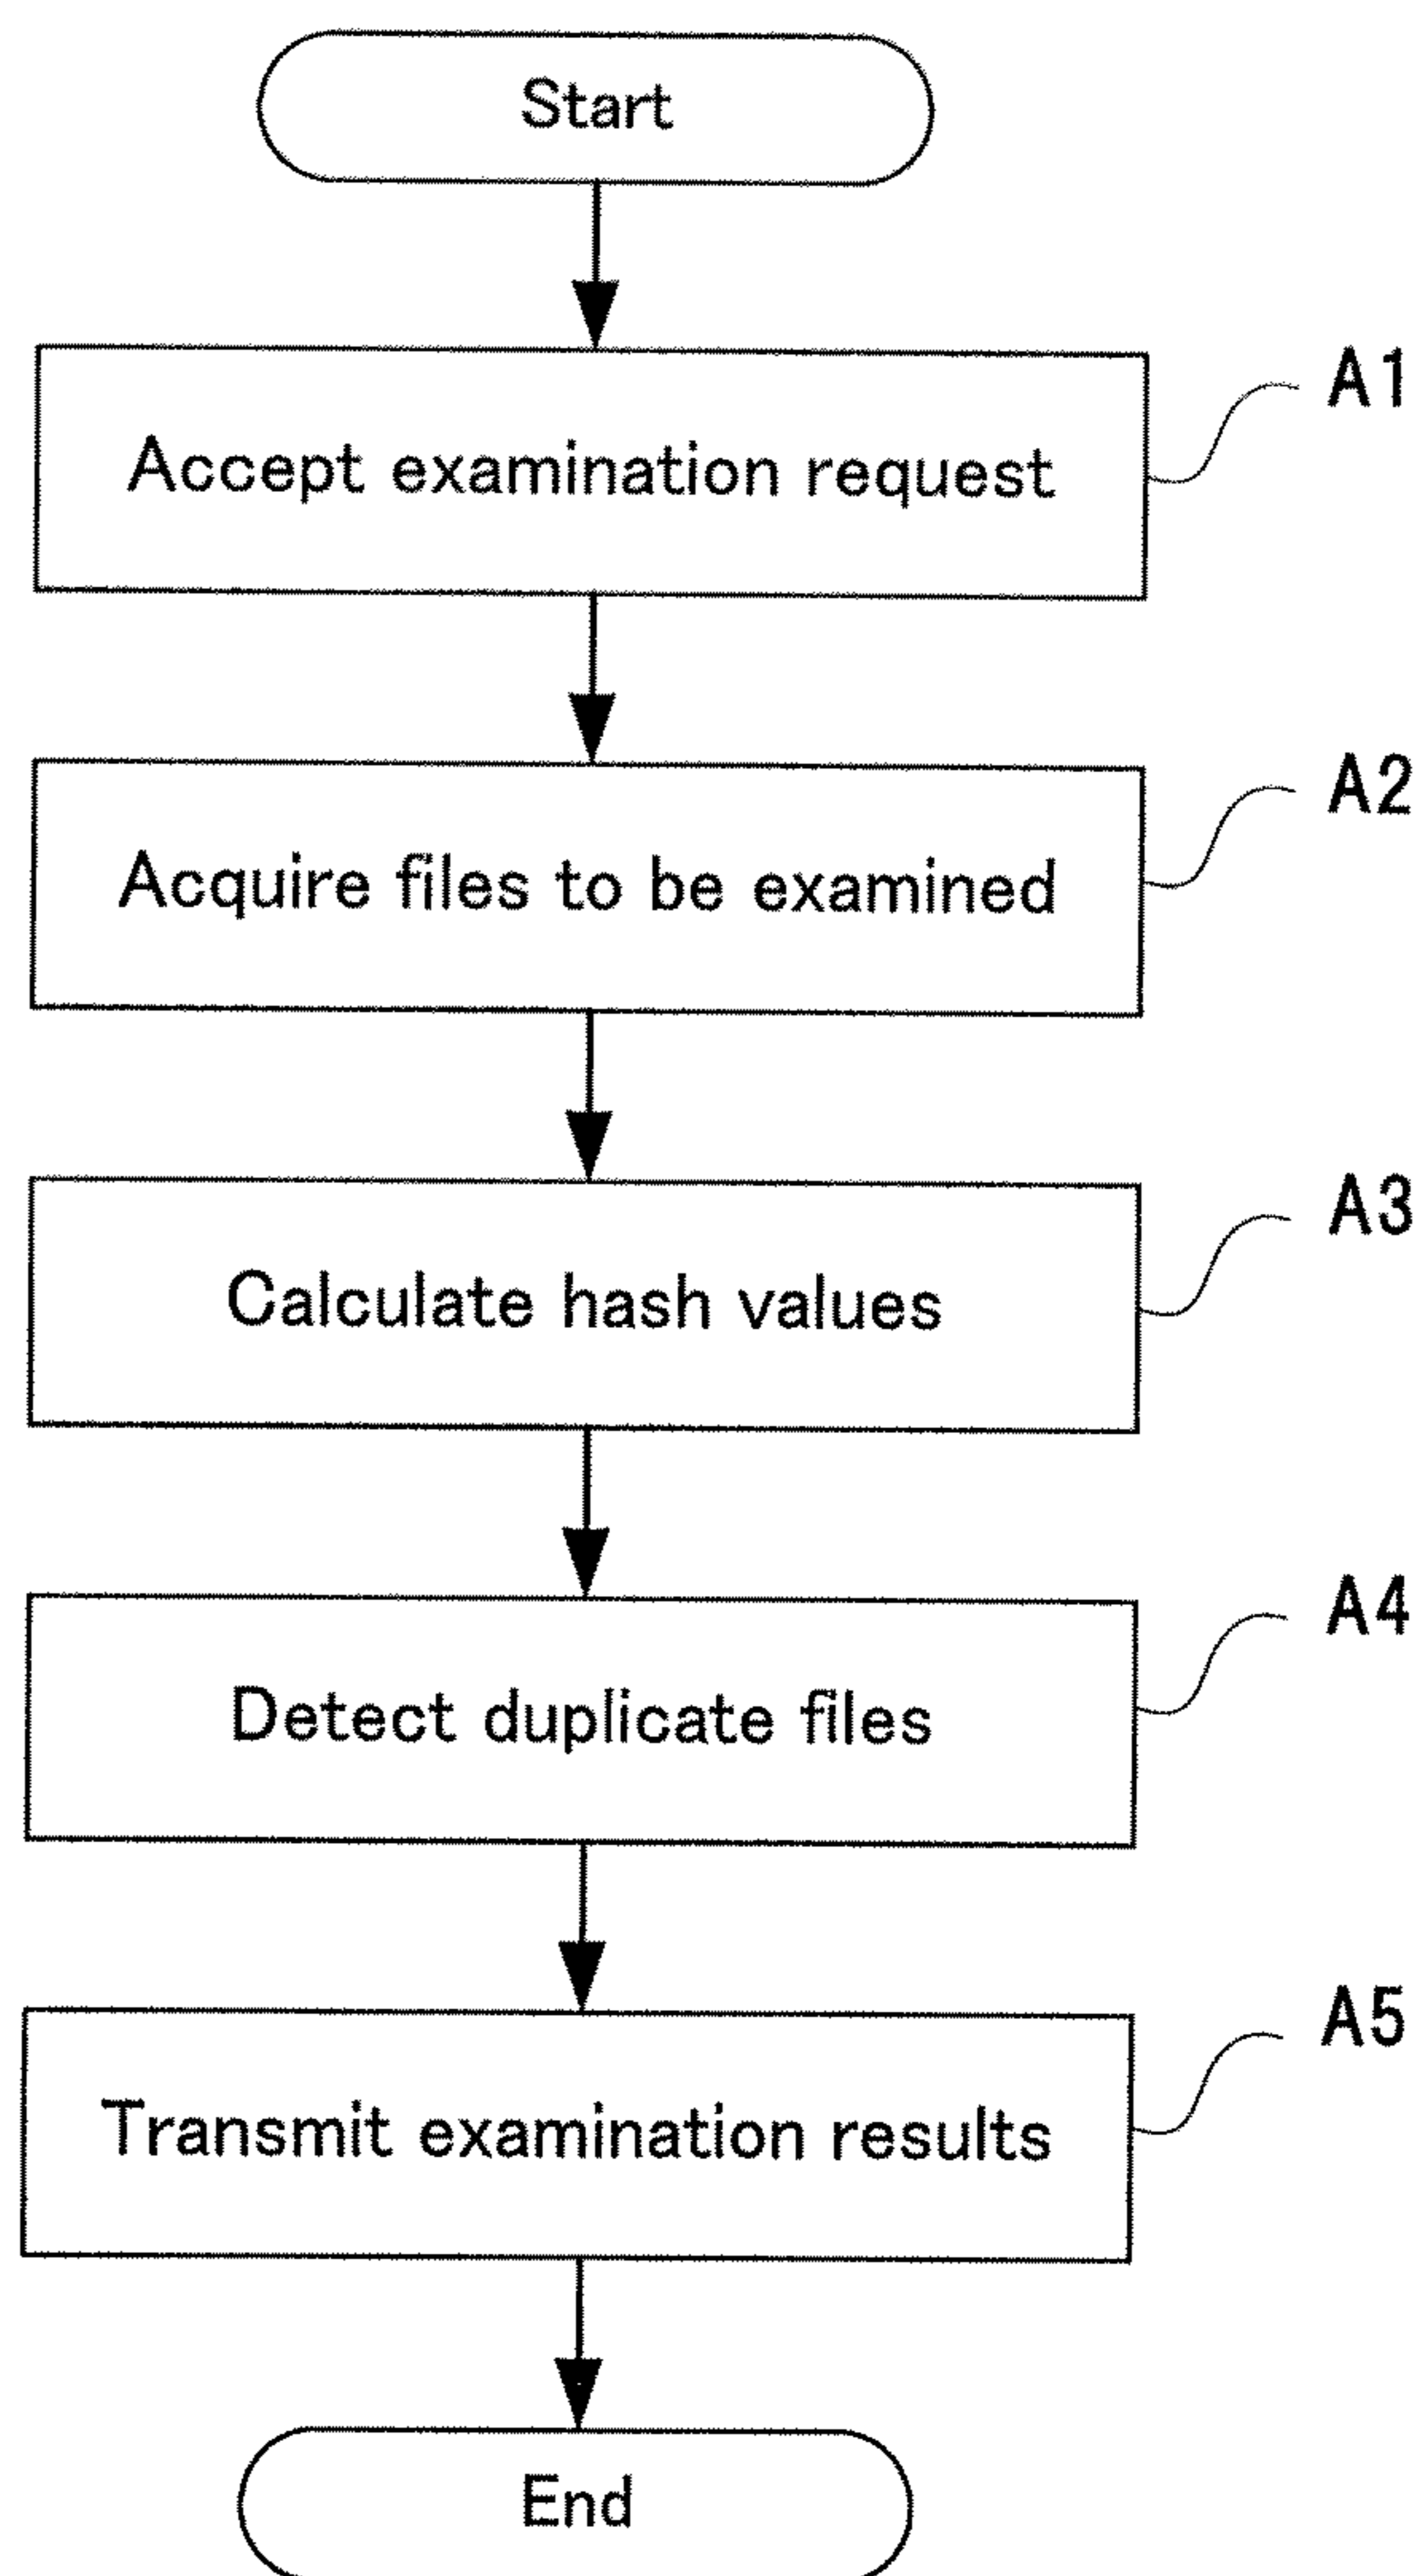 Start
Accept examination request
A1
Acquire files to be examined
A2
Calculate hash values
A3
Detect duplicate files
A4
Transmit examination results
A5
End